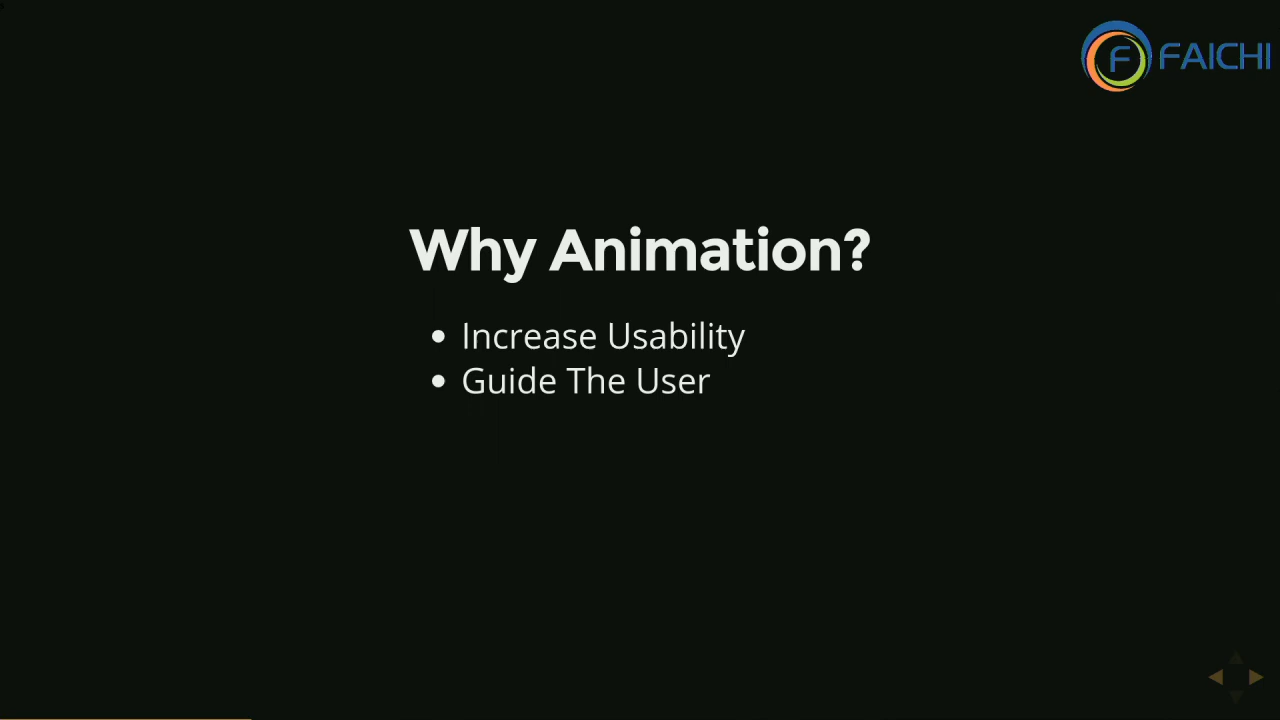 F FAICHI
Why Animation?
Increase Usability
Guide The User